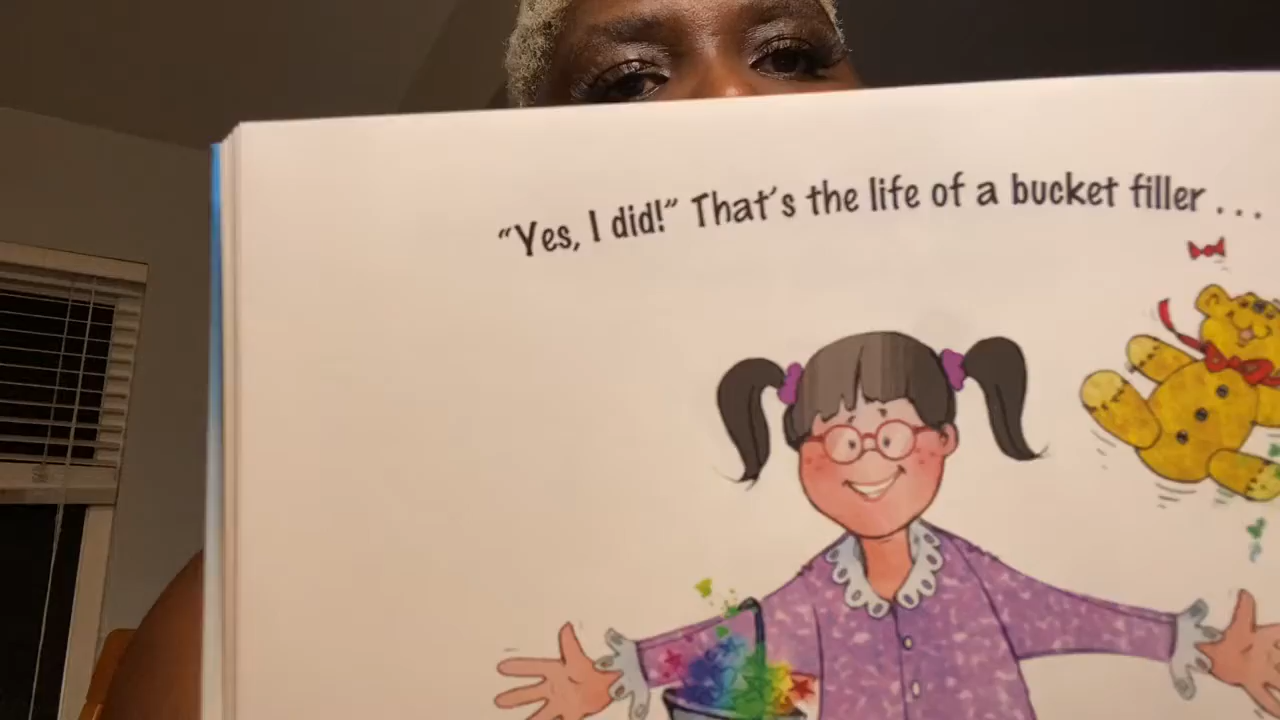 “Yes, I did!” That’s the life of a bucket filler . . .